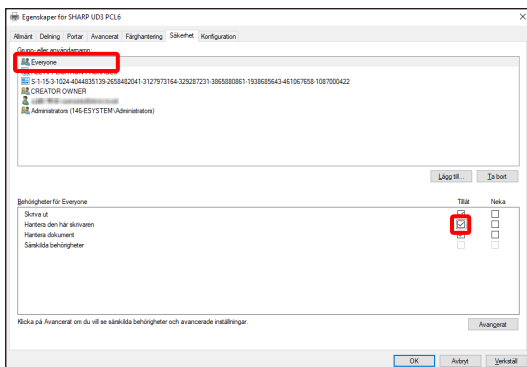 Egenskaper för SHARP UD3 PCL6
Allmänt Delning Portar Avancerat Färghantering Säkerhet Konfiguration
Grupp- eller användarnamn:
Everyone
S-1-15-3-1024-4044835139-2658482041-3127973164-329287231-3865880861-1938685643-461067658-1087000422
CREATOR OWNER
Administrators (146-ESYSTEM\Administrators)
Lägg till... Ta bort
Behörigheter för Everyone Tillåt Neka
Skriva ut
Hantera den här skrivaren
Hantera dokument
Särskilda behörigheter
Klicka på Avancerat om du vill se särskilda behörigheter och avancerade inställningar.
Avancerat
OK Avbryt Verkställ